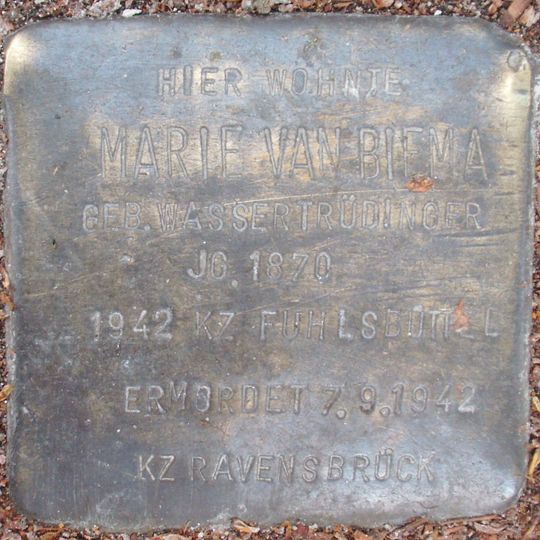 HIER WOHNTE
MARIE VAN BIEMA
GEB. WASSERTRÜDINGER
JG. 1870
1942 KZ FUHLSBÜTTEL
ERMORDET 7. 9. 1942
KZ RAVENSBRÜCK